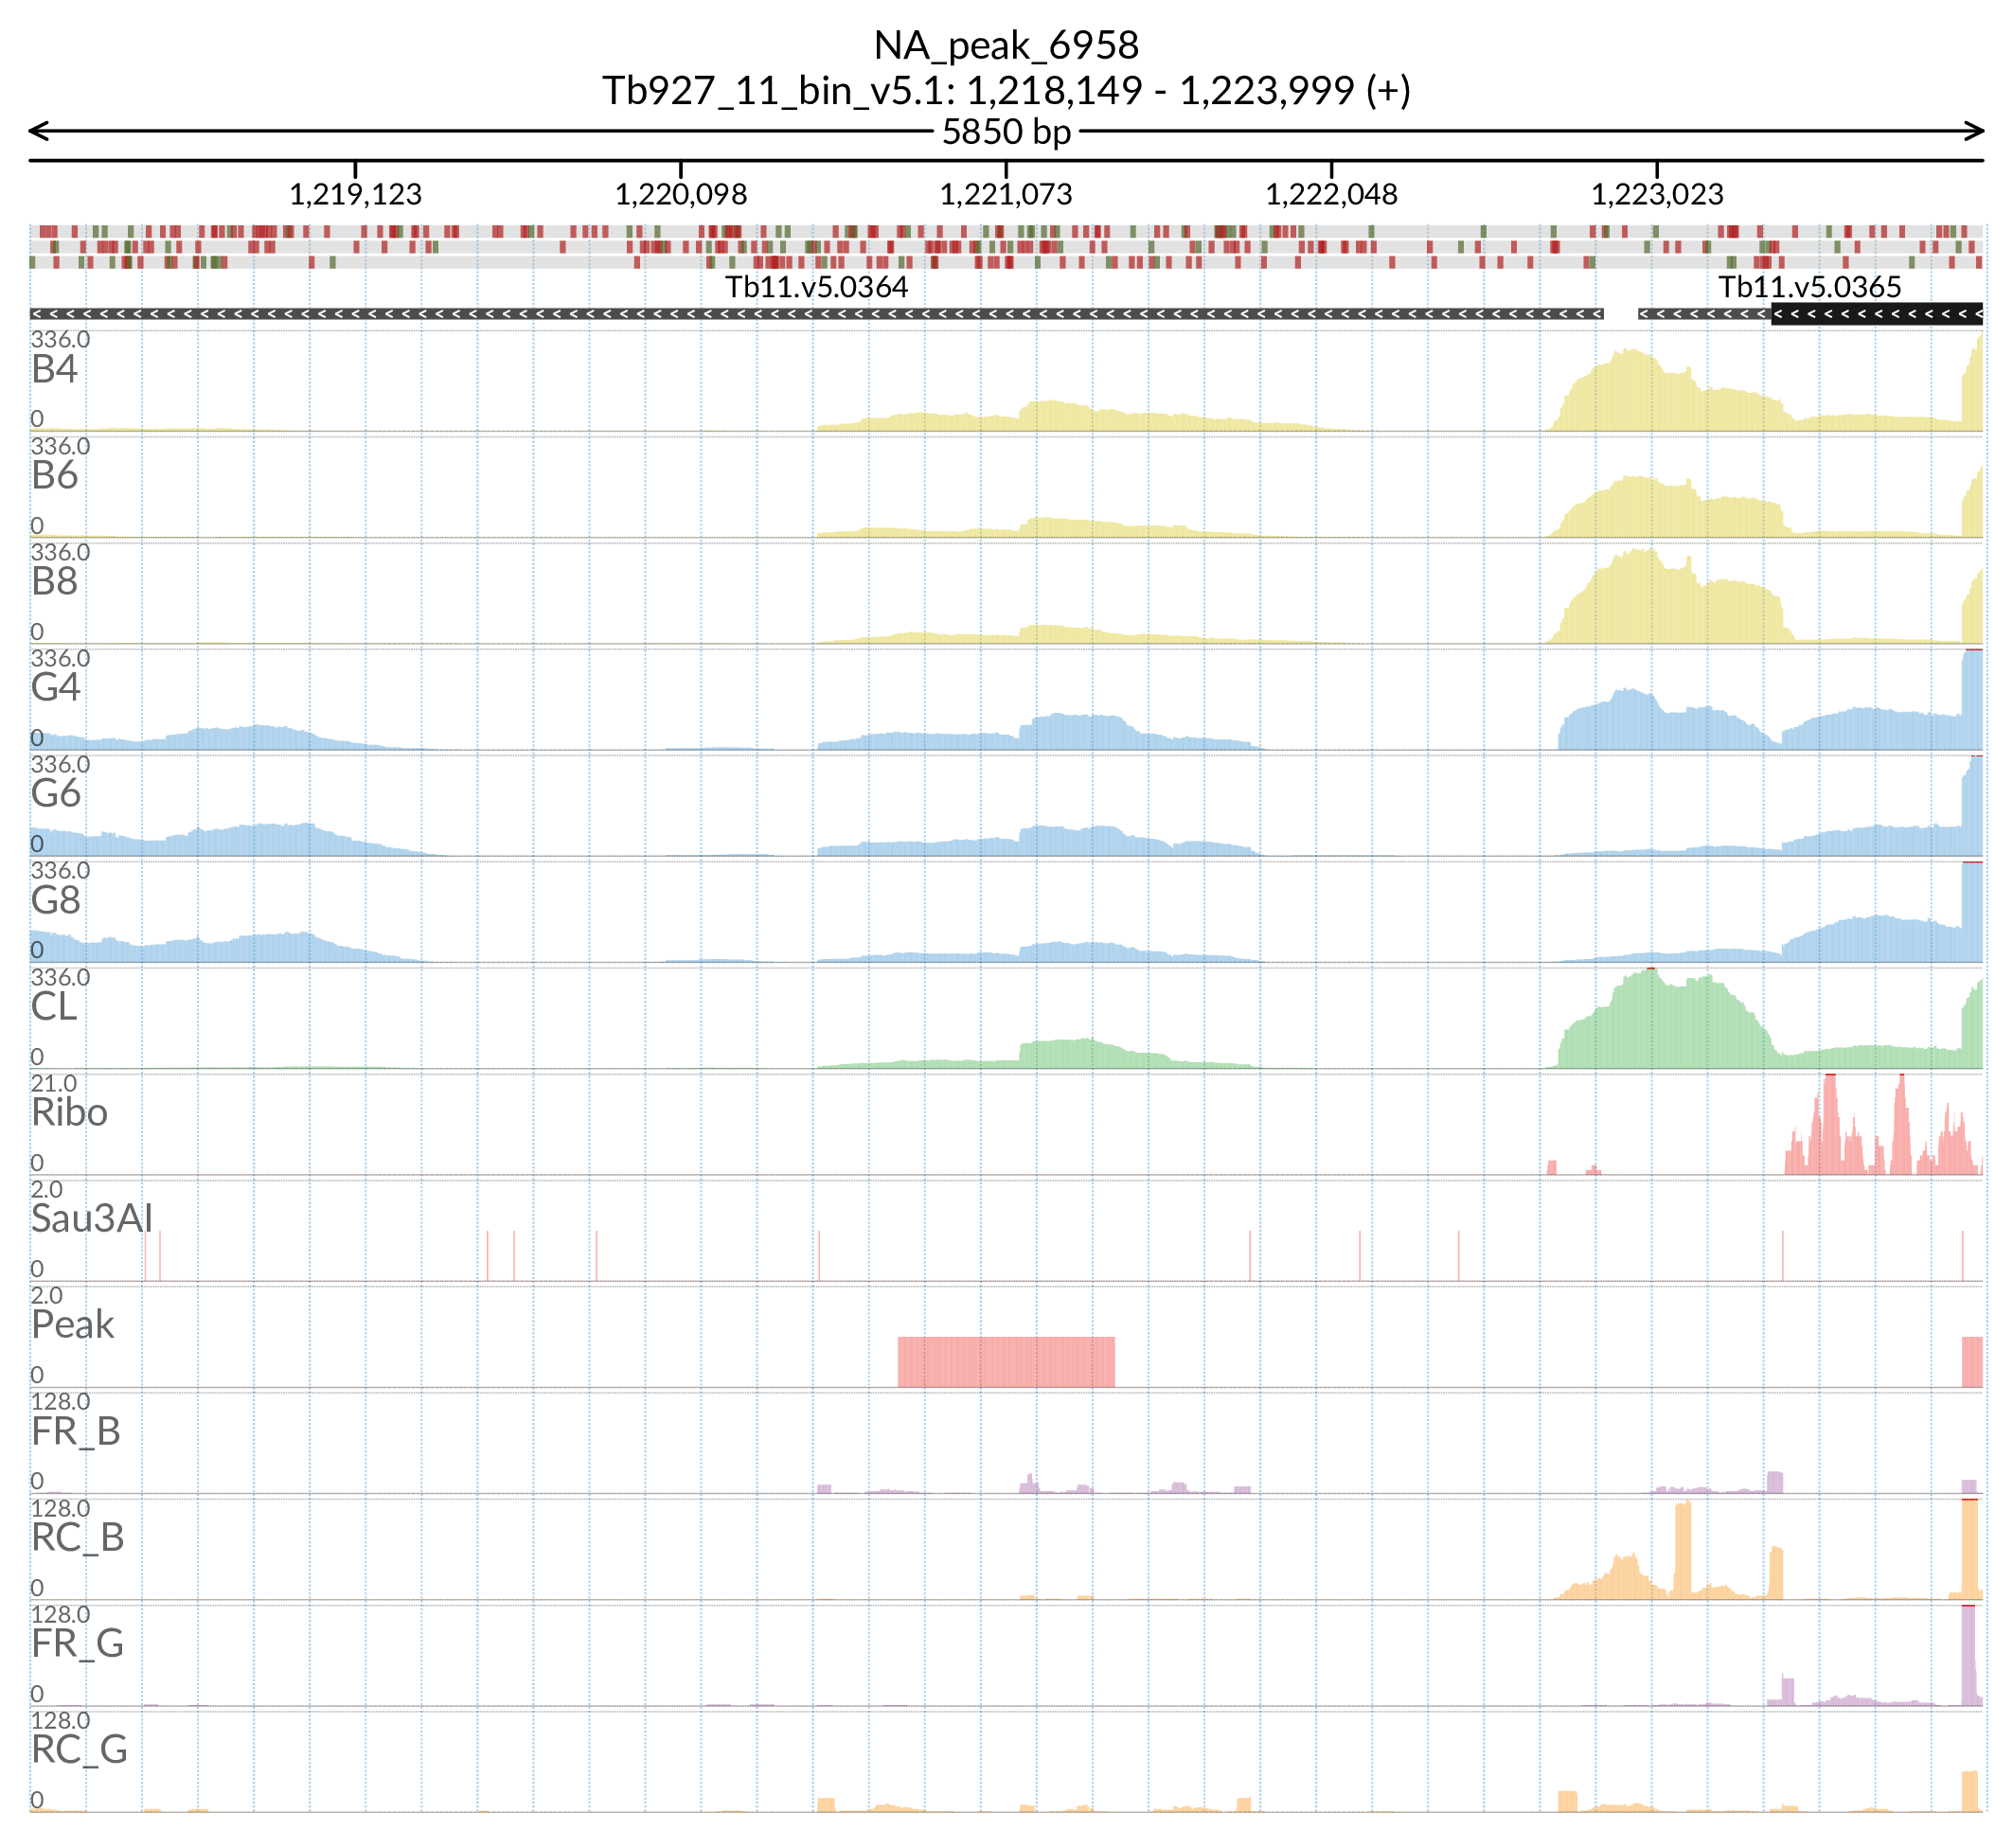 NA_peak_6958
Tb927_11_bin_v5.1: 1,218,149 - 1,223,999 (+)
5850 bp
1,219,123 1,220,098 1,221,073 1,222,048 1,223,023
Tb11.v5.0364 Tb11.v5.0365
336.0
B4
0
336.0
B6
0
336.0
B8
0
336.0
G4
0
336.0
G6
0
336.0
G8
0
336.0
CL
0
21.0
Ribo
0
2.0
Sau3AI
0
2.0
Peak
0
128.0
FR_B
0
128.0
RC_B
0
128.0
FR_G
0
128.0
RC_G
0